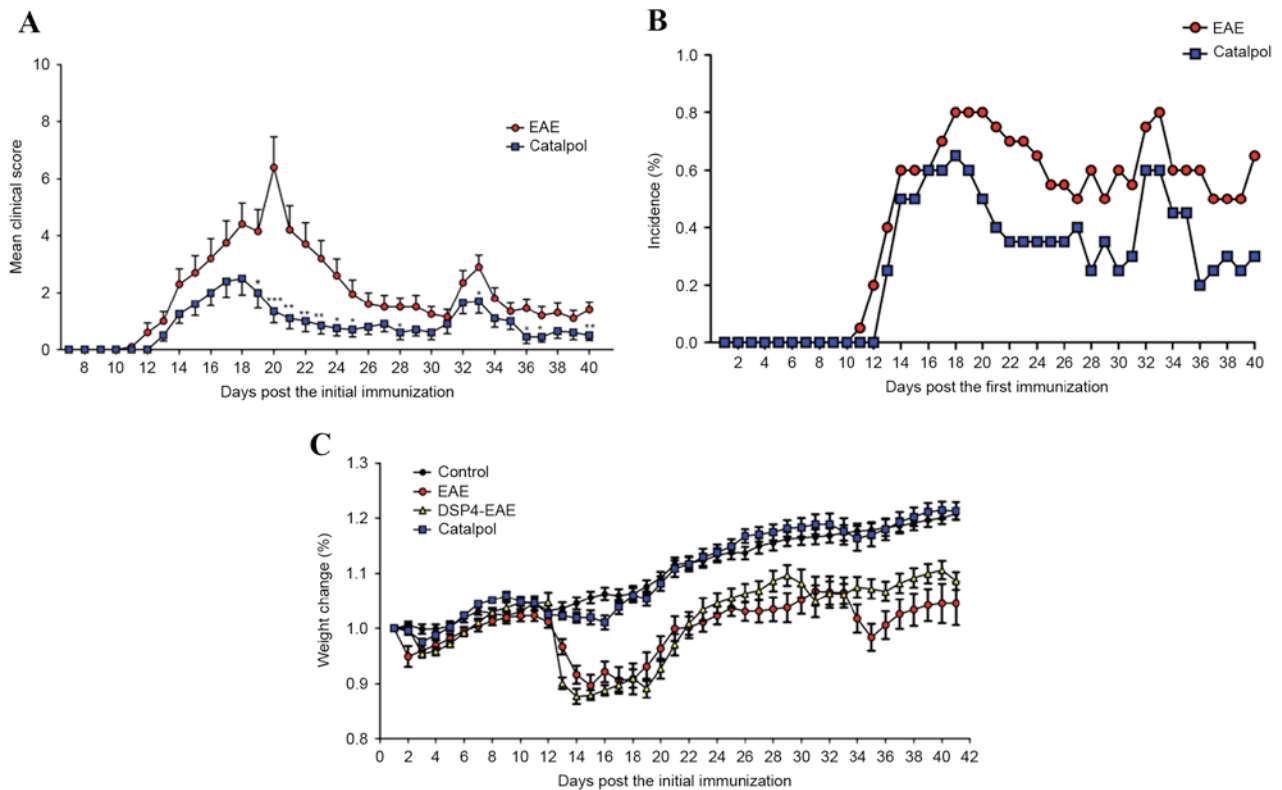 A
10
8
6
4
2
0
Mean clinical score
EAE
Catalpol
* *** ** ** ** * * * * * * **
8 10 12 14 16 18 20 22 24 26 28 30 32 34 36 38 40
Days post the initial immunization
B
EAE
Catalpol
1.0
0.8
0.6
0.4
0.2
0.0
Incidence (%)
2 4 6 8 10 12 14 16 18 20 22 24 26 28 30 32 34 36 38 40
Days post the first immunization
C
1.3
1.2
1.1
1.0
0.9
0.8
Weight change (%)
Control
EAE
DSP4-EAE
Catalpol
0 2 4 6 8 10 12 14 16 18 20 22 24 26 28 30 32 34 36 38 40 42
Days post the initial immunization